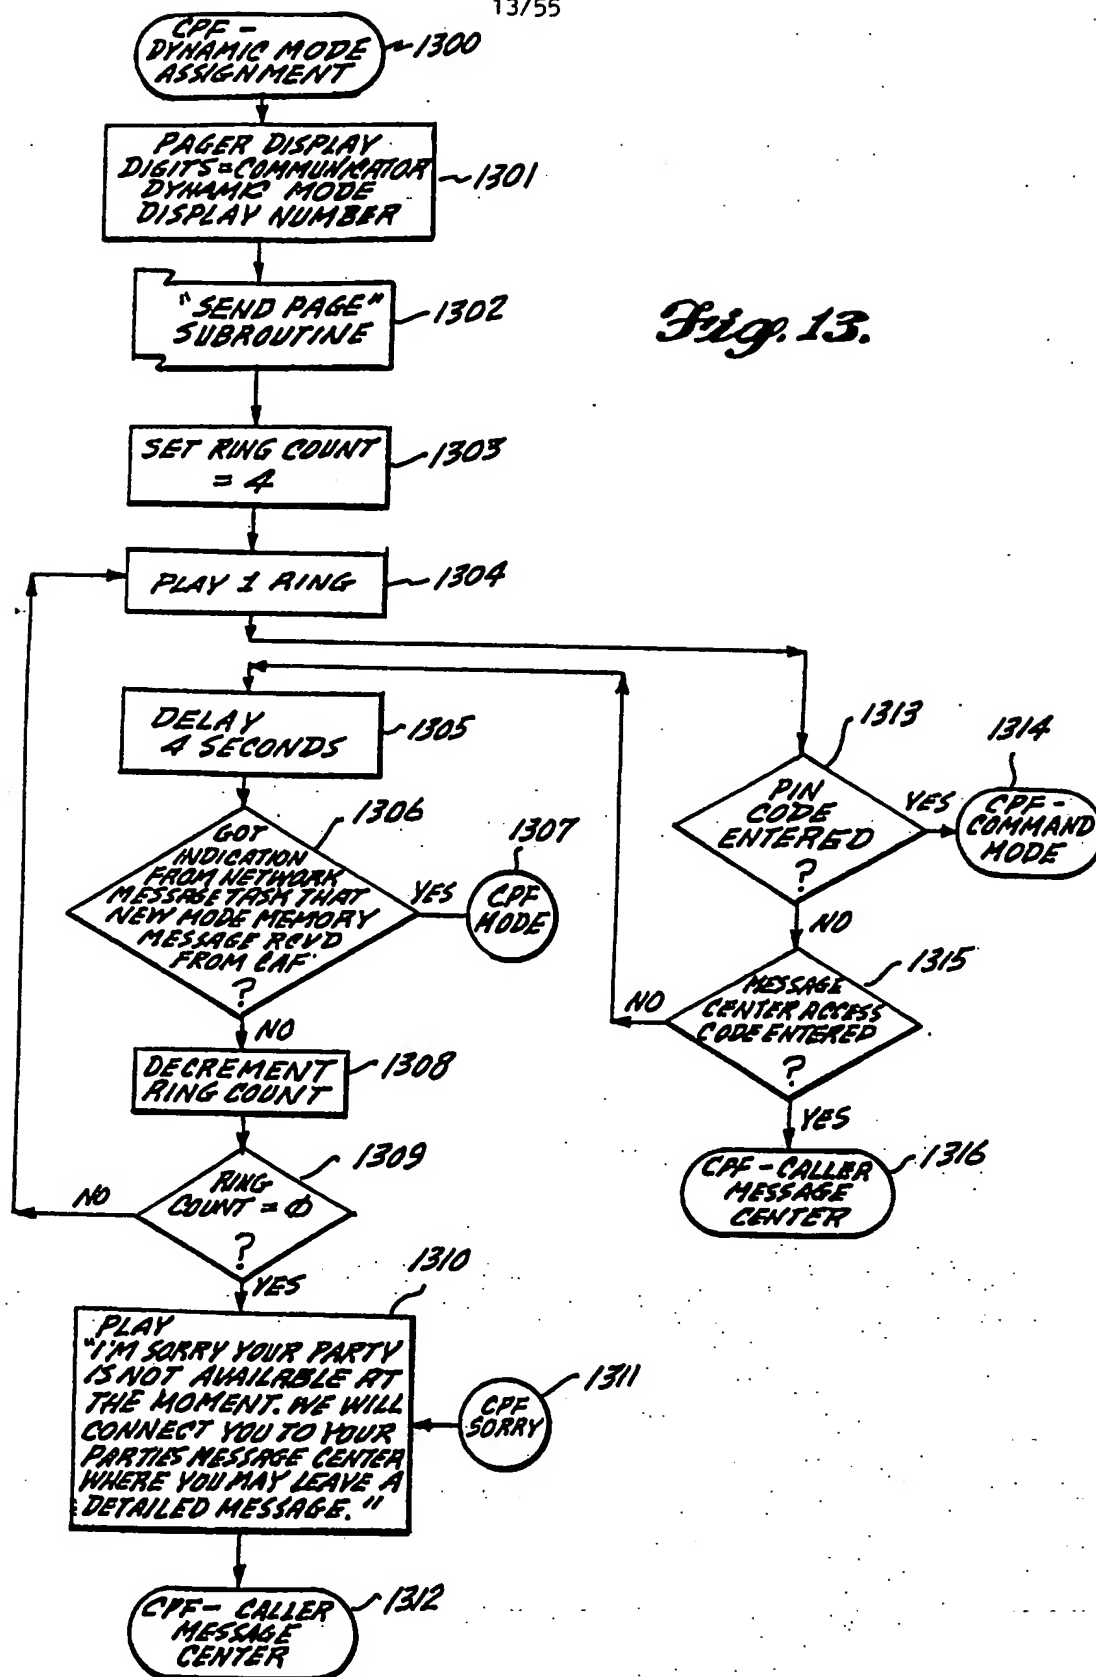 13/55
CPF -
DYNAMIC MODE
ASSIGNMENT
1300
PAGER DISPLAY
DIGITS = COMMUNICATOR
DYNAMIC MODE
DISPLAY NUMBER
1301
"SEND PAGE"
SUBROUTINE
1302
Fig. 13.
SET RING COUNT
= 4
1303
PLAY 1 RING
1304
DELAY
4 SECONDS
1305
GOT
INDICATION
FROM NETWORK
MESSAGE TASK THAT
NEW MODE MEMORY
MESSAGE RCVD
FROM CAF
?
1306
YES
CPF
MODE
1307
NO
DECREMENT
RING COUNT
1308
RING
COUNT = Φ
?
1309
NO
YES
PLAY
"I'M SORRY YOUR PARTY
IS NOT AVAILABLE AT
THE MOMENT. WE WILL
CONNECT YOU TO YOUR
PARTIES MESSAGE CENTER
WHERE YOU MAY LEAVE A
DETAILED MESSAGE."
1310
CPF
SORRY
1311
CPF - CALLER
MESSAGE
CENTER
1312
PIN
CODE
ENTERED
?
1313
YES
CPF -
COMMAND
MODE
1314
NO
MESSAGE
CENTER ACCESS
CODE ENTERED
?
1315
NO
YES
CPF - CALLER
MESSAGE
CENTER
1316